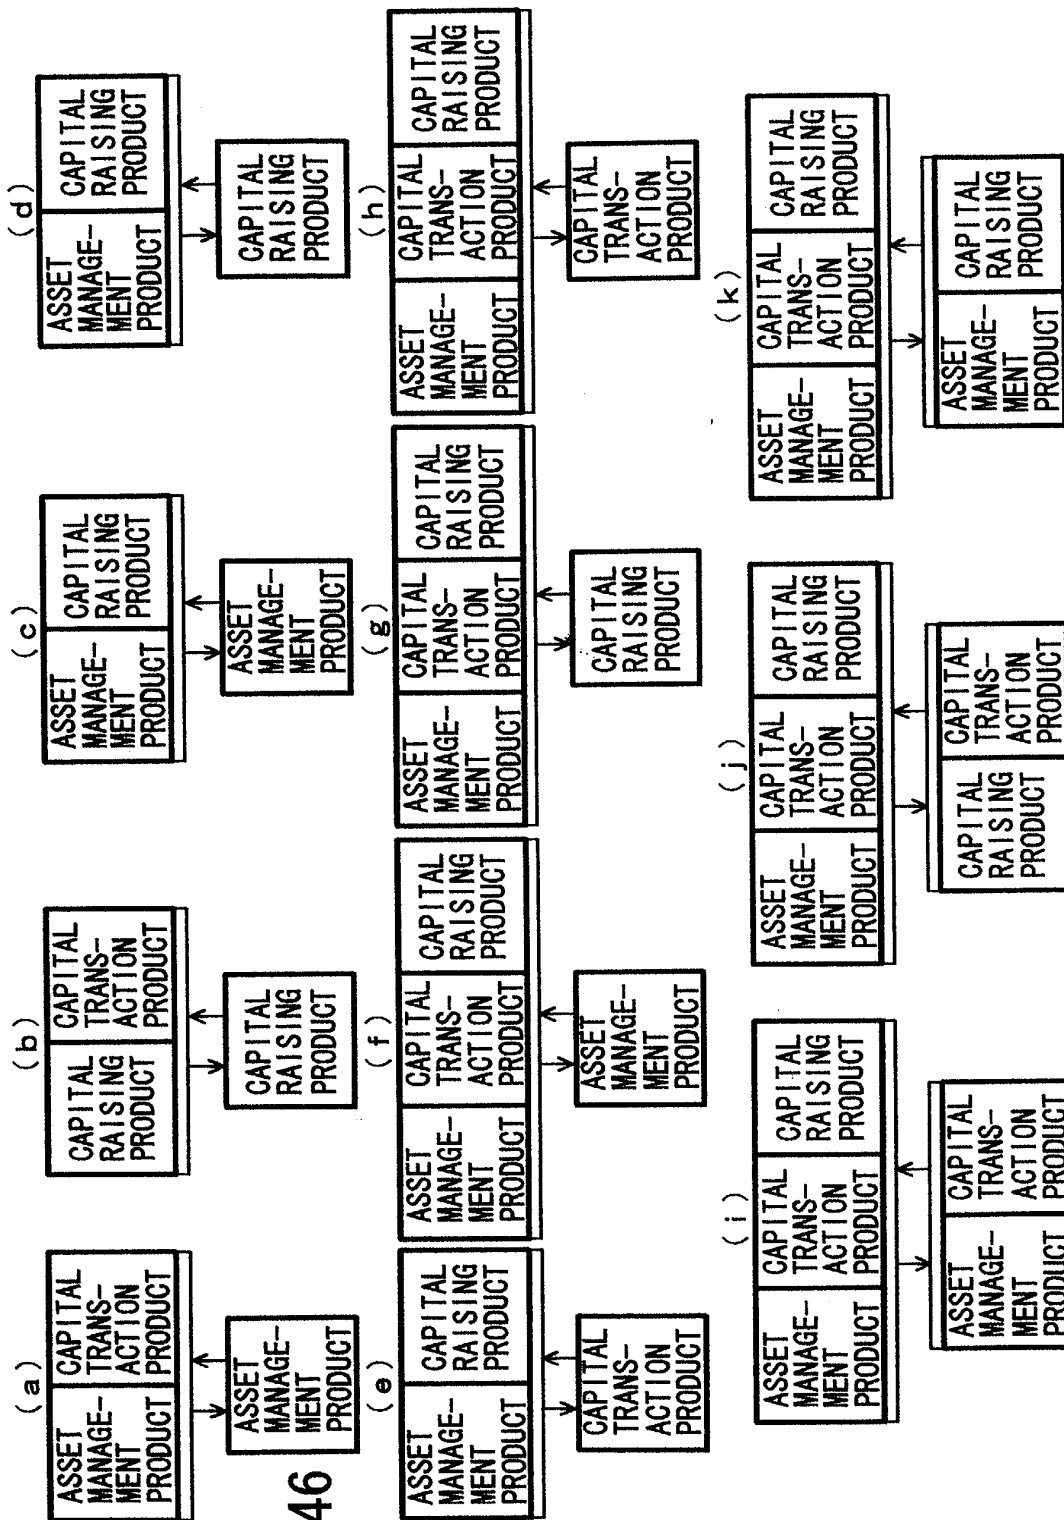 46
(a)
ASSET
MANAGE-
MENT
PRODUCT
CAPITAL
TRANS-
ACTION
PRODUCT
ASSET
MANAGE-
MENT
PRODUCT
(b)
CAPITAL
RAISING
PRODUCT
CAPITAL
TRANS-
ACTION
PRODUCT
CAPITAL
RAISING
PRODUCT
(c)
ASSET
MANAGE-
MENT
PRODUCT
CAPITAL
RAISING
PRODUCT
ASSET
MANAGE-
MENT
PRODUCT
(d)
ASSET
MANAGE-
MENT
PRODUCT
CAPITAL
RAISING
PRODUCT
CAPITAL
RAISING
PRODUCT
(e)
ASSET
MANAGE-
MENT
PRODUCT
CAPITAL
RAISING
PRODUCT
CAPITAL
TRANS-
ACTION
PRODUCT
(f)
ASSET
MANAGE-
MENT
PRODUCT
CAPITAL
TRANS-
ACTION
PRODUCT
CAPITAL
RAISING
PRODUCT
ASSET
MANAGE-
MENT
PRODUCT
(g)
ASSET
MANAGE-
MENT
PRODUCT
CAPITAL
TRANS-
ACTION
PRODUCT
CAPITAL
RAISING
PRODUCT
CAPITAL
RAISING
PRODUCT
(h)
ASSET
MANAGE-
MENT
PRODUCT
CAPITAL
TRANS-
ACTION
PRODUCT
CAPITAL
RAISING
PRODUCT
CAPITAL
TRANS-
ACTION
PRODUCT
(i)
ASSET
MANAGE-
MENT
PRODUCT
CAPITAL
TRANS-
ACTION
PRODUCT
CAPITAL
RAISING
PRODUCT
ASSET
MANAGE-
MENT
PRODUCT
CAPITAL
TRANS-
ACTION
PRODUCT
(j)
ASSET
MANAGE-
MENT
PRODUCT
CAPITAL
TRANS-
ACTION
PRODUCT
CAPITAL
RAISING
PRODUCT
CAPITAL
RAISING
PRODUCT
CAPITAL
TRANS-
ACTION
PRODUCT
(k)
ASSET
MANAGE-
MENT
PRODUCT
CAPITAL
TRANS-
ACTION
PRODUCT
CAPITAL
RAISING
PRODUCT
ASSET
MANAGE-
MENT
PRODUCT
CAPITAL
RAISING
PRODUCT